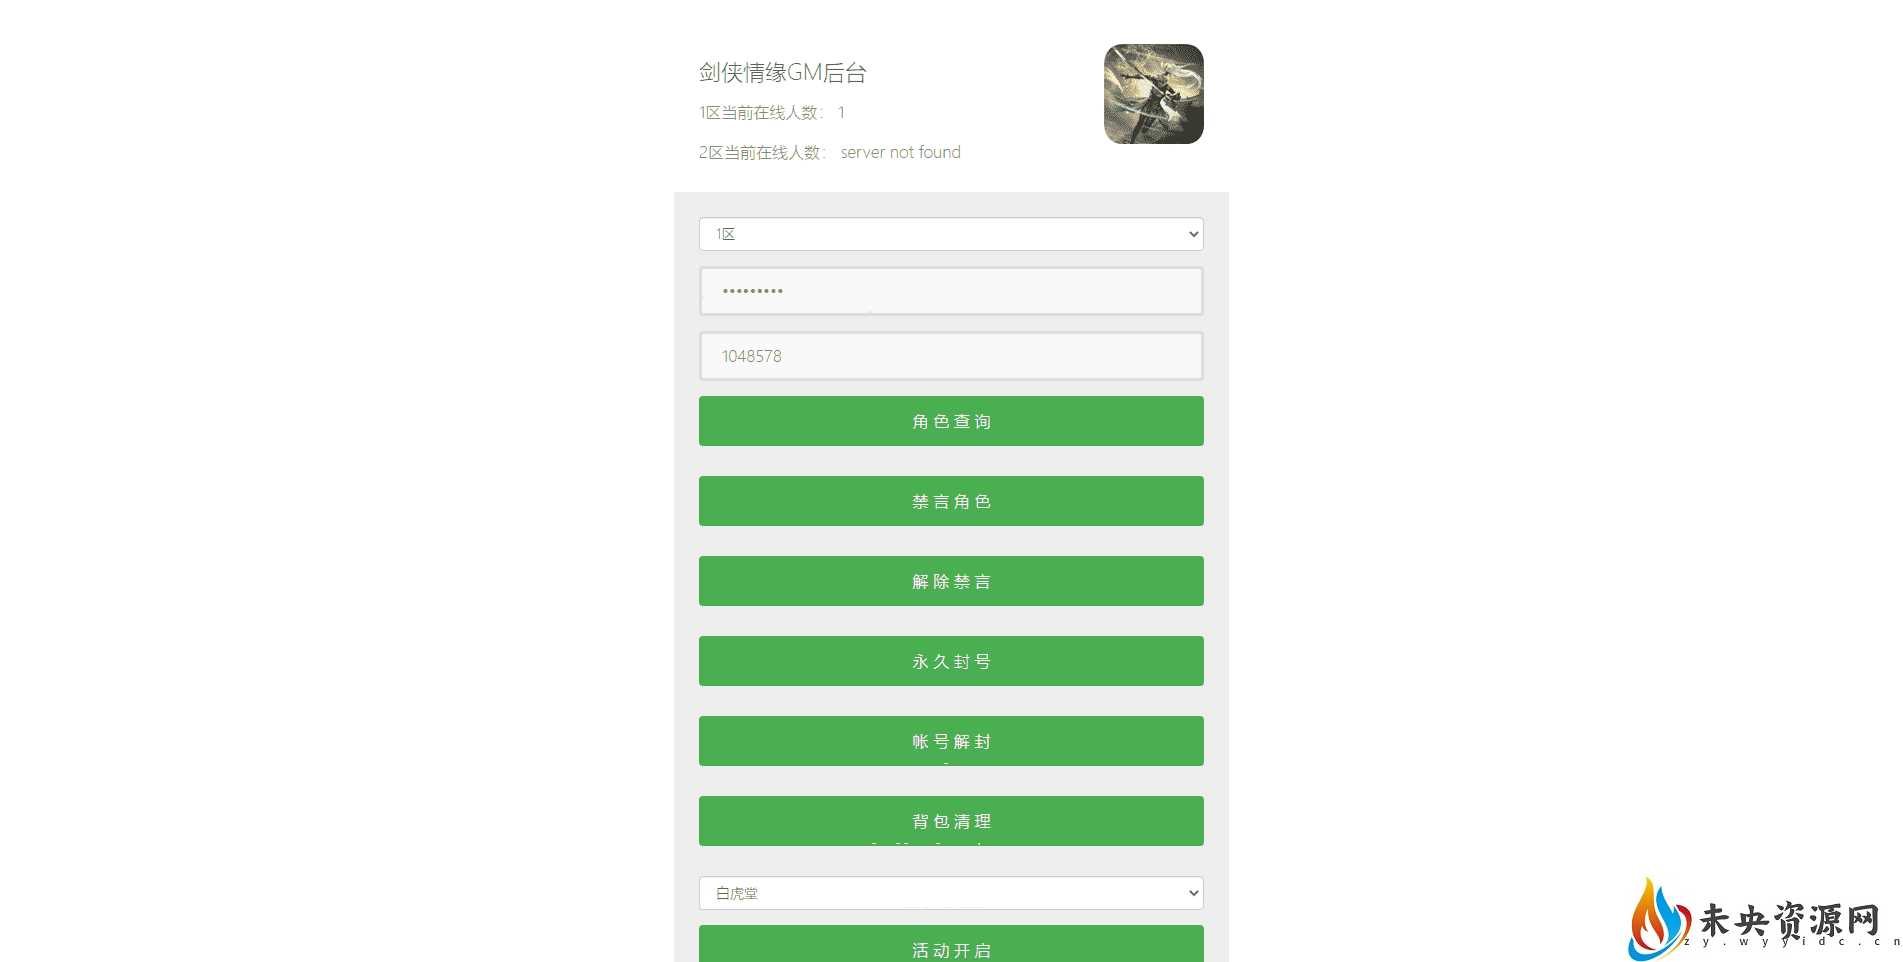 剑侠情缘GM后台
1区当前在线人数： 1
2区当前在线人数： server not found
1区
•••••••••
1048578
角色查询
禁言角色
解除禁言
永久封号
帐号解封
背包清理
白虎堂
活动开启
未央资源网
zy.wyyidc.cn